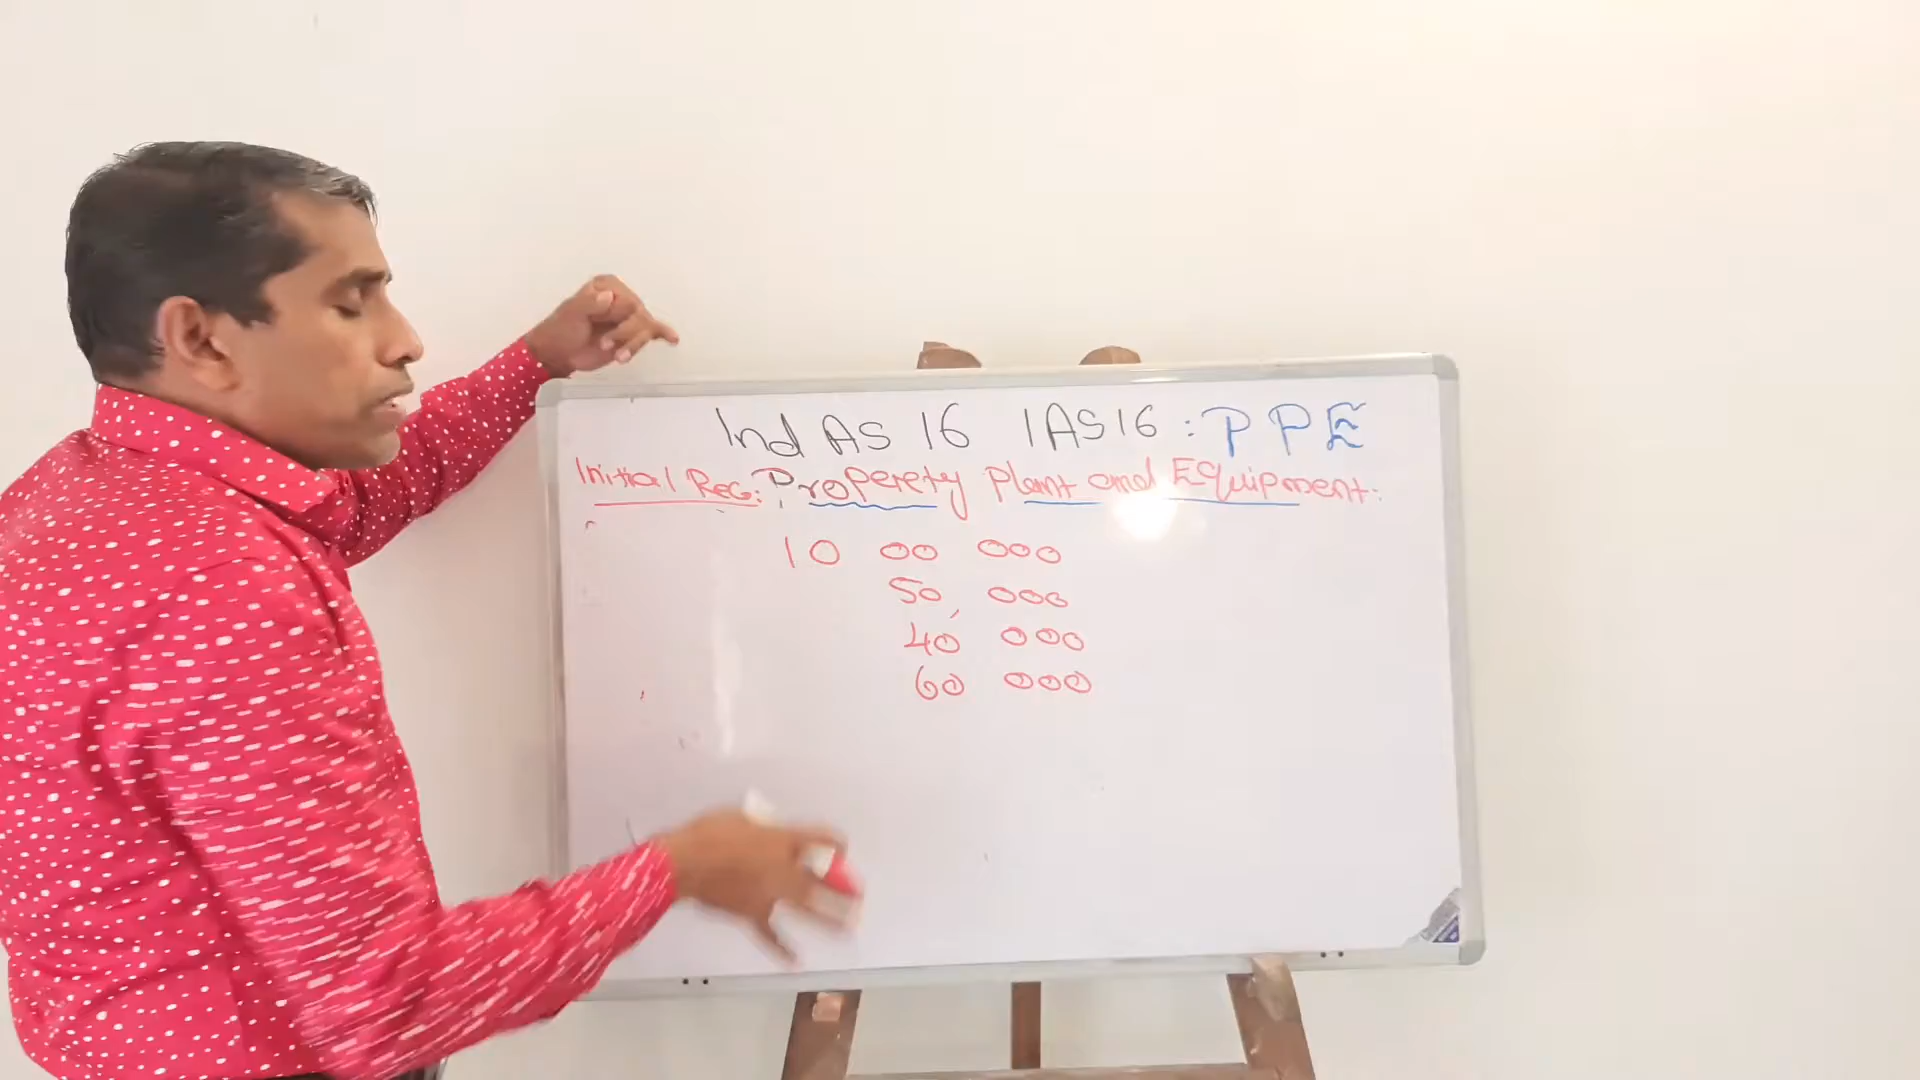 Ind AS 16 IAS16 : PPE
Initial Rec: Properety Plant and Equipment:
10 00 000
50, 000
40 000
60 000